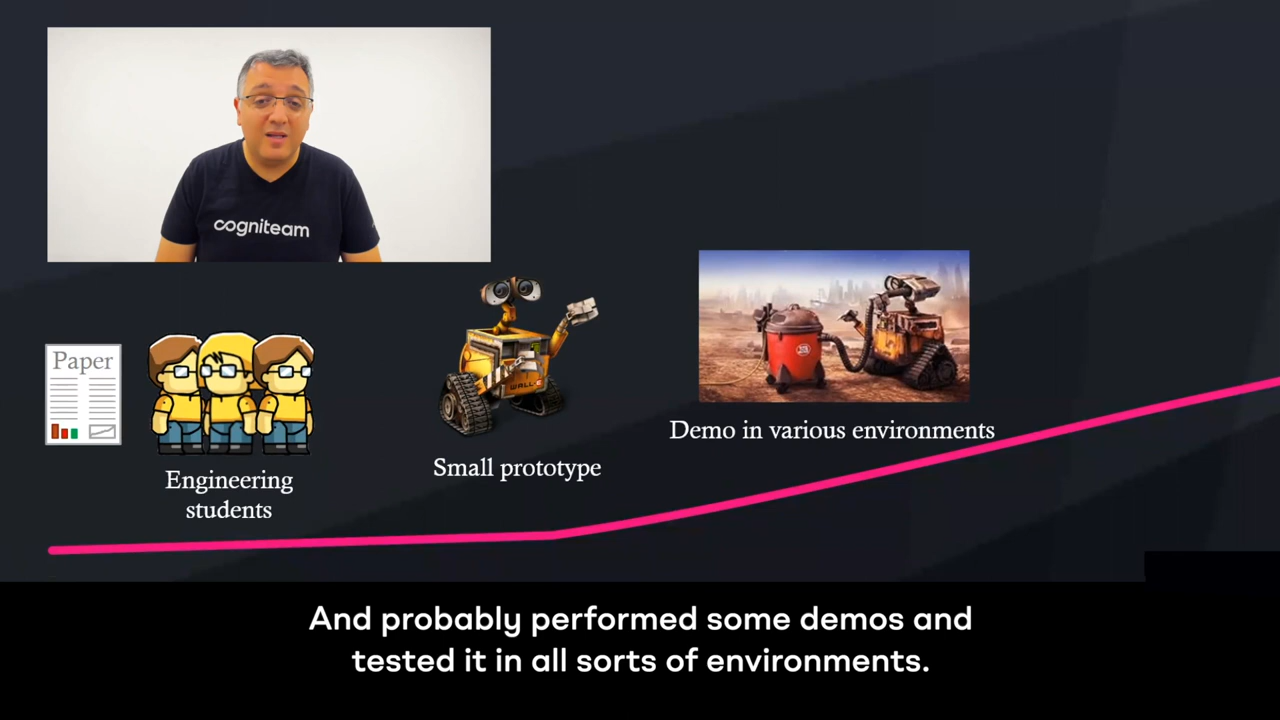 cogniteam
Paper
Engineering
students
WALL·E
Small prototype
Demo in various environments
And probably performed some demos and
tested it in all sorts of environments.